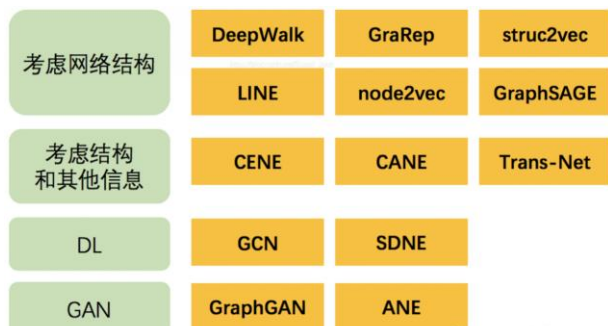 考虑网络结构
DeepWalk GraRep struc2vec
LINE node2vec GraphSAGE
考虑结构
和其他信息
CENE CANE Trans-Net
DL GCN SDNE
GAN GraphGAN ANE